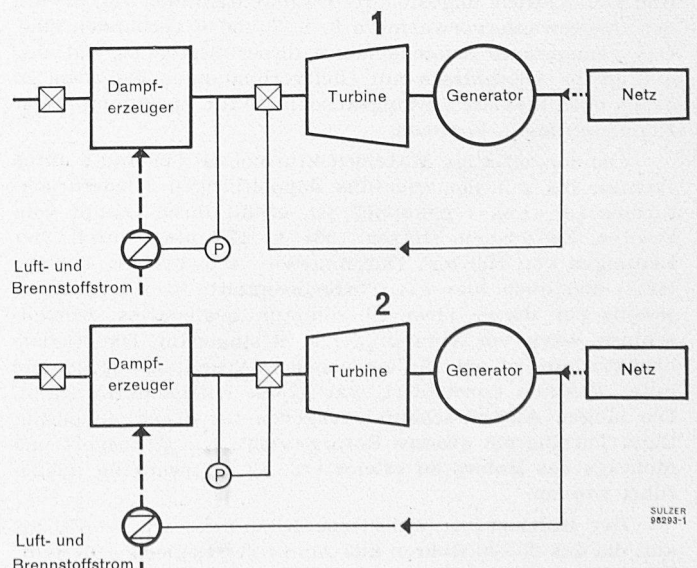 1
Dampf-
erzeuger
Turbine
Generator
Netz
P
Luft- und
Brennstoffstrom
2
Dampf-
erzeuger
Turbine
Generator
Netz
P
SULZER
98293-1
Luft- und
Brennstoffstrom